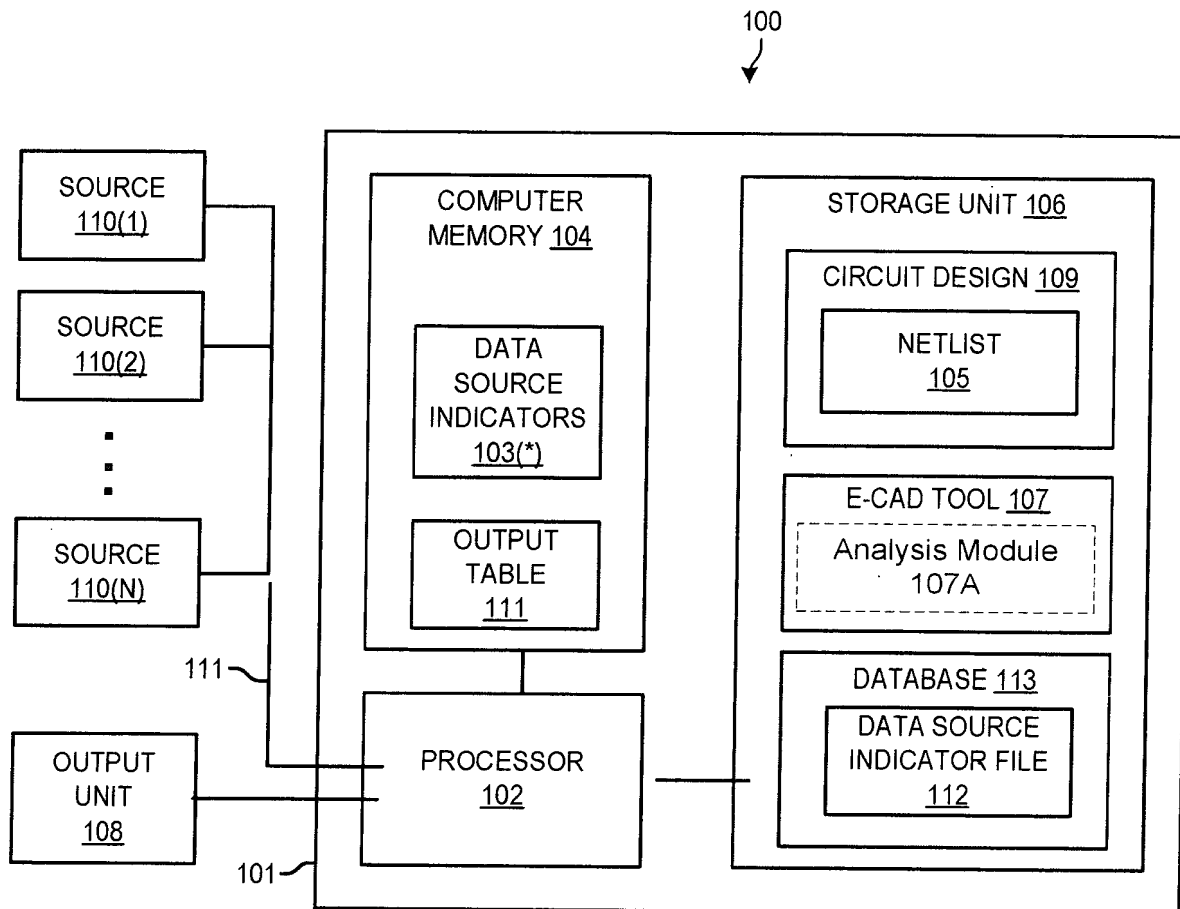 100
SOURCE
110(1)
SOURCE
110(2)
SOURCE
110(N)
111
OUTPUT
UNIT
108
101
COMPUTER
MEMORY 104
DATA
SOURCE
INDICATORS
103(*)
OUTPUT
TABLE
111
PROCESSOR
102
STORAGE UNIT 106
CIRCUIT DESIGN 109
NETLIST
105
E-CAD TOOL 107
Analysis Module
107A
DATABASE 113
DATA SOURCE
INDICATOR FILE
112